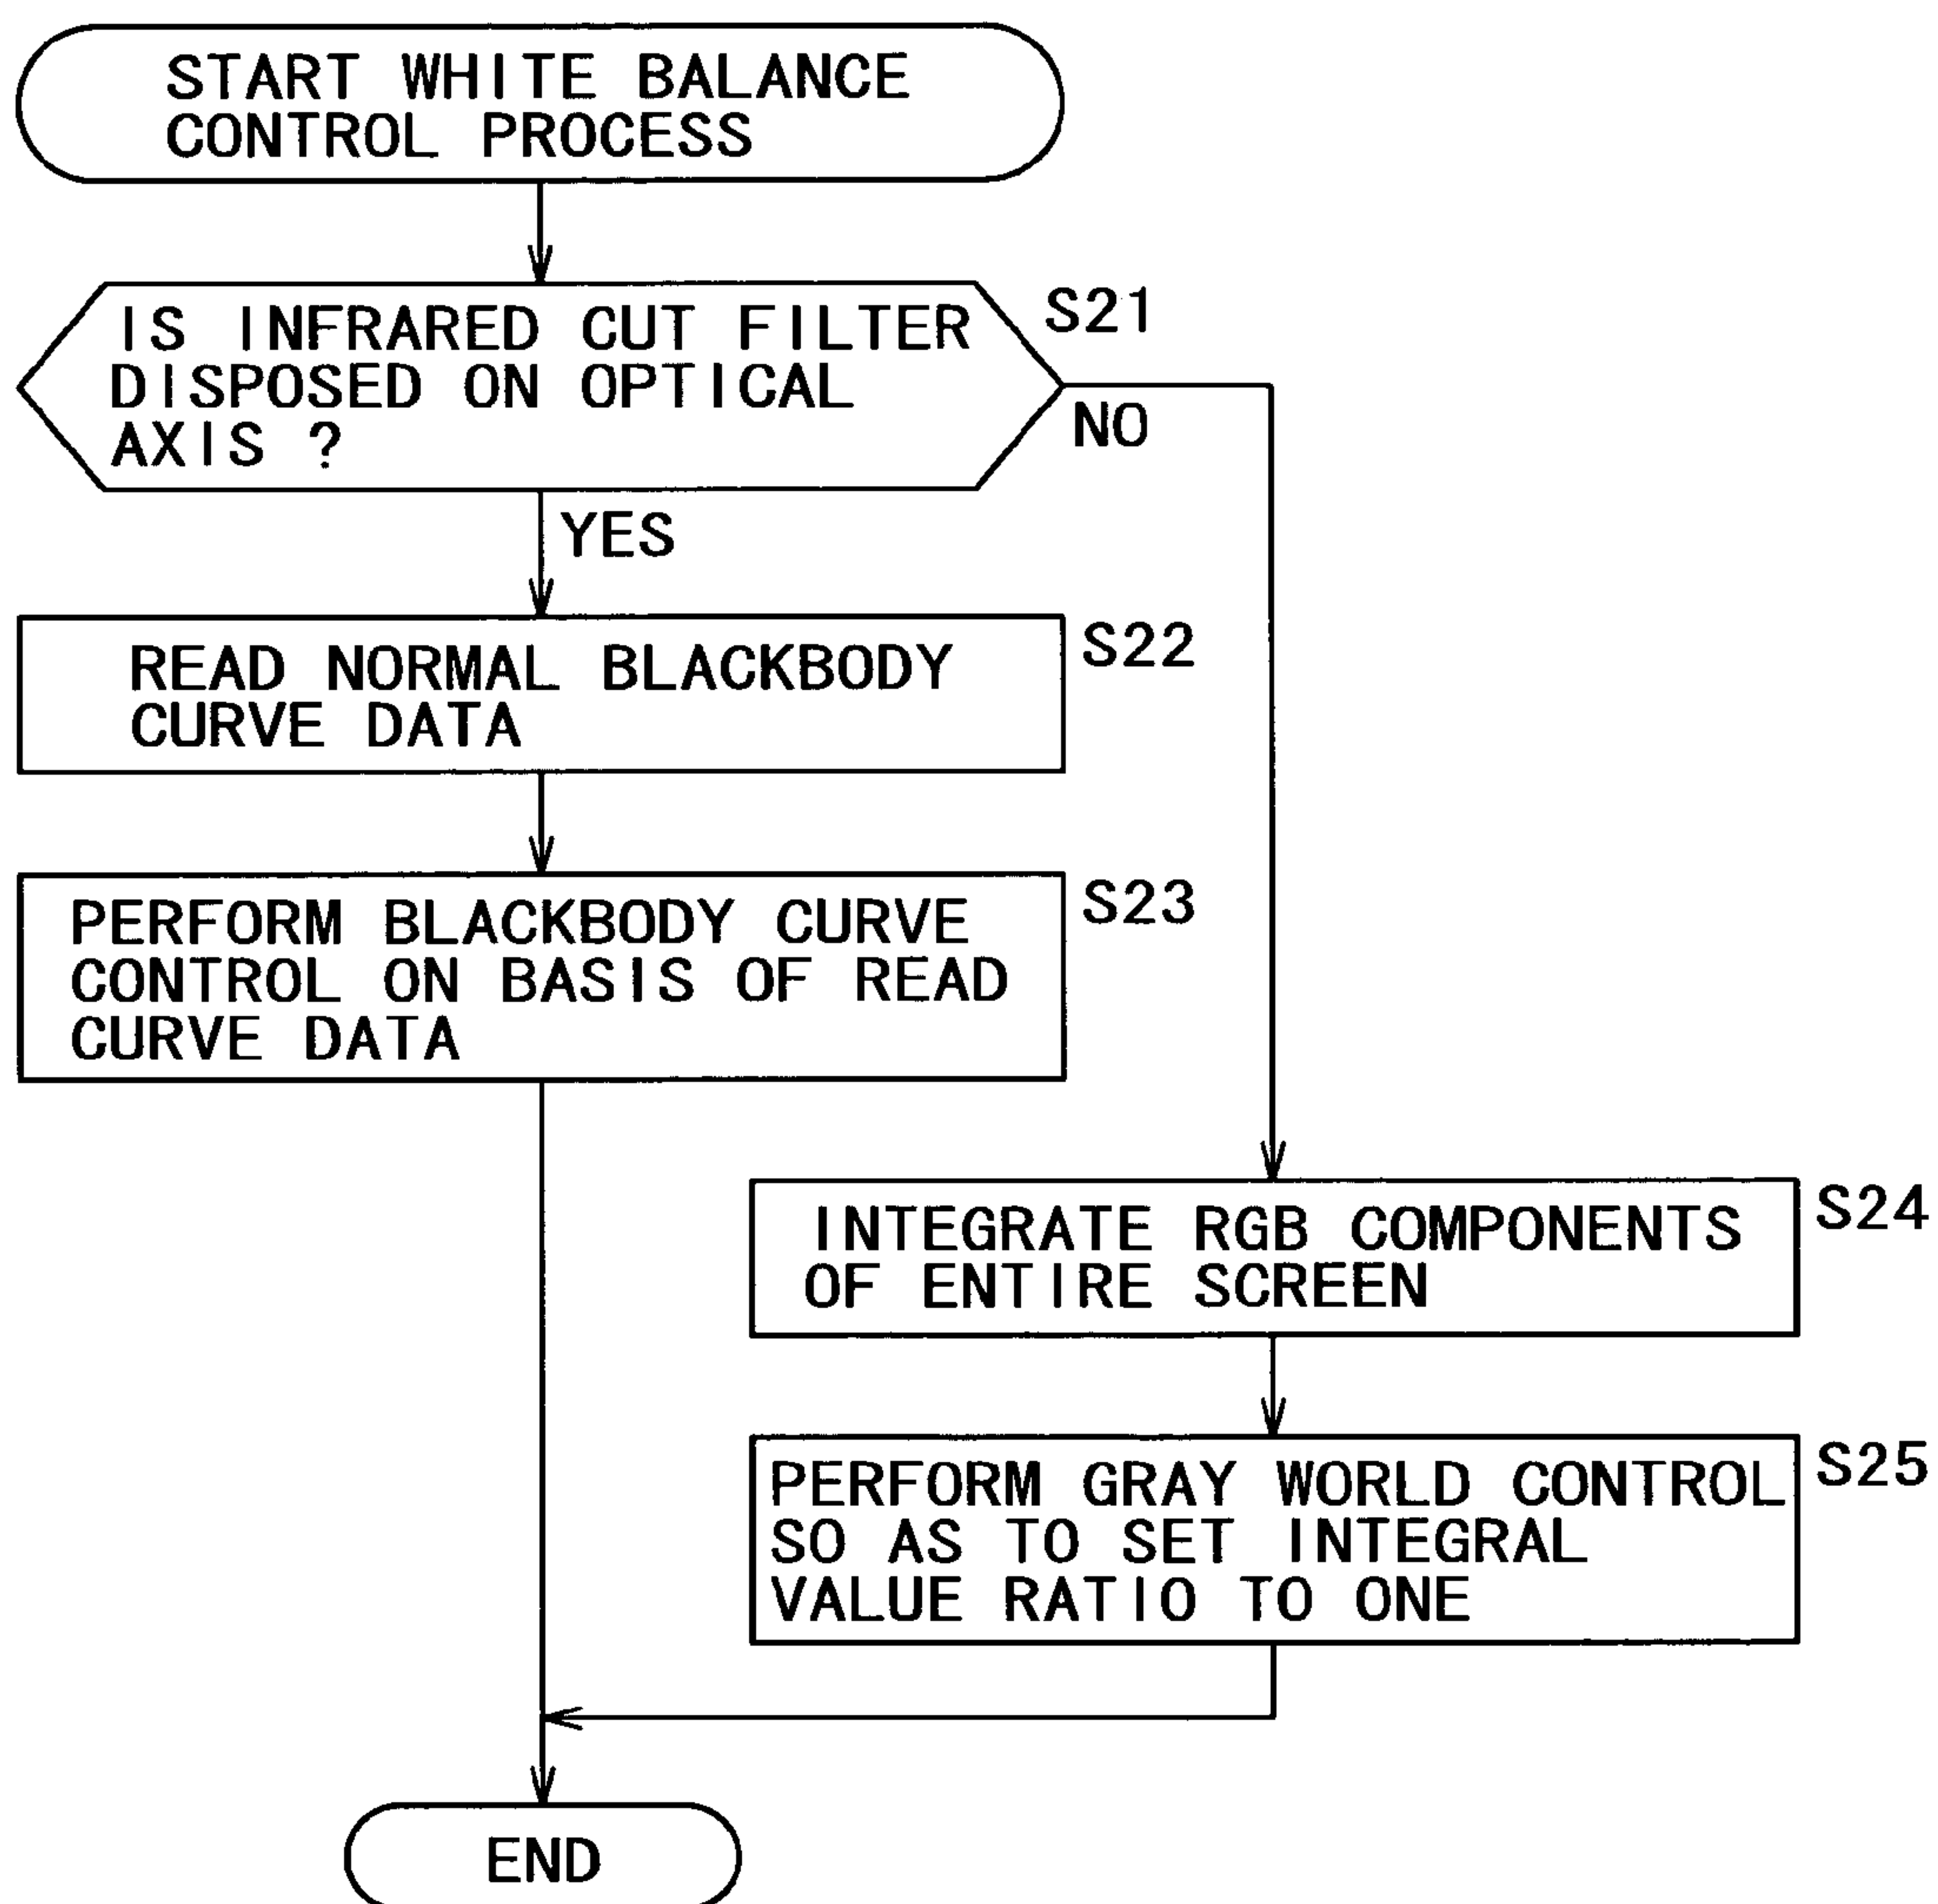 START WHITE BALANCE
CONTROL PROCESS
IS INFRARED CUT FILTER
DISPOSED ON OPTICAL
AXIS ?
S21
NO
YES
READ NORMAL BLACKBODY
CURVE DATA
S22
PERFORM BLACKBODY CURVE
CONTROL ON BASIS OF READ
CURVE DATA
S23
INTEGRATE RGB COMPONENTS
OF ENTIRE SCREEN
S24
PERFORM GRAY WORLD CONTROL
SO AS TO SET INTEGRAL
VALUE RATIO TO ONE
S25
END